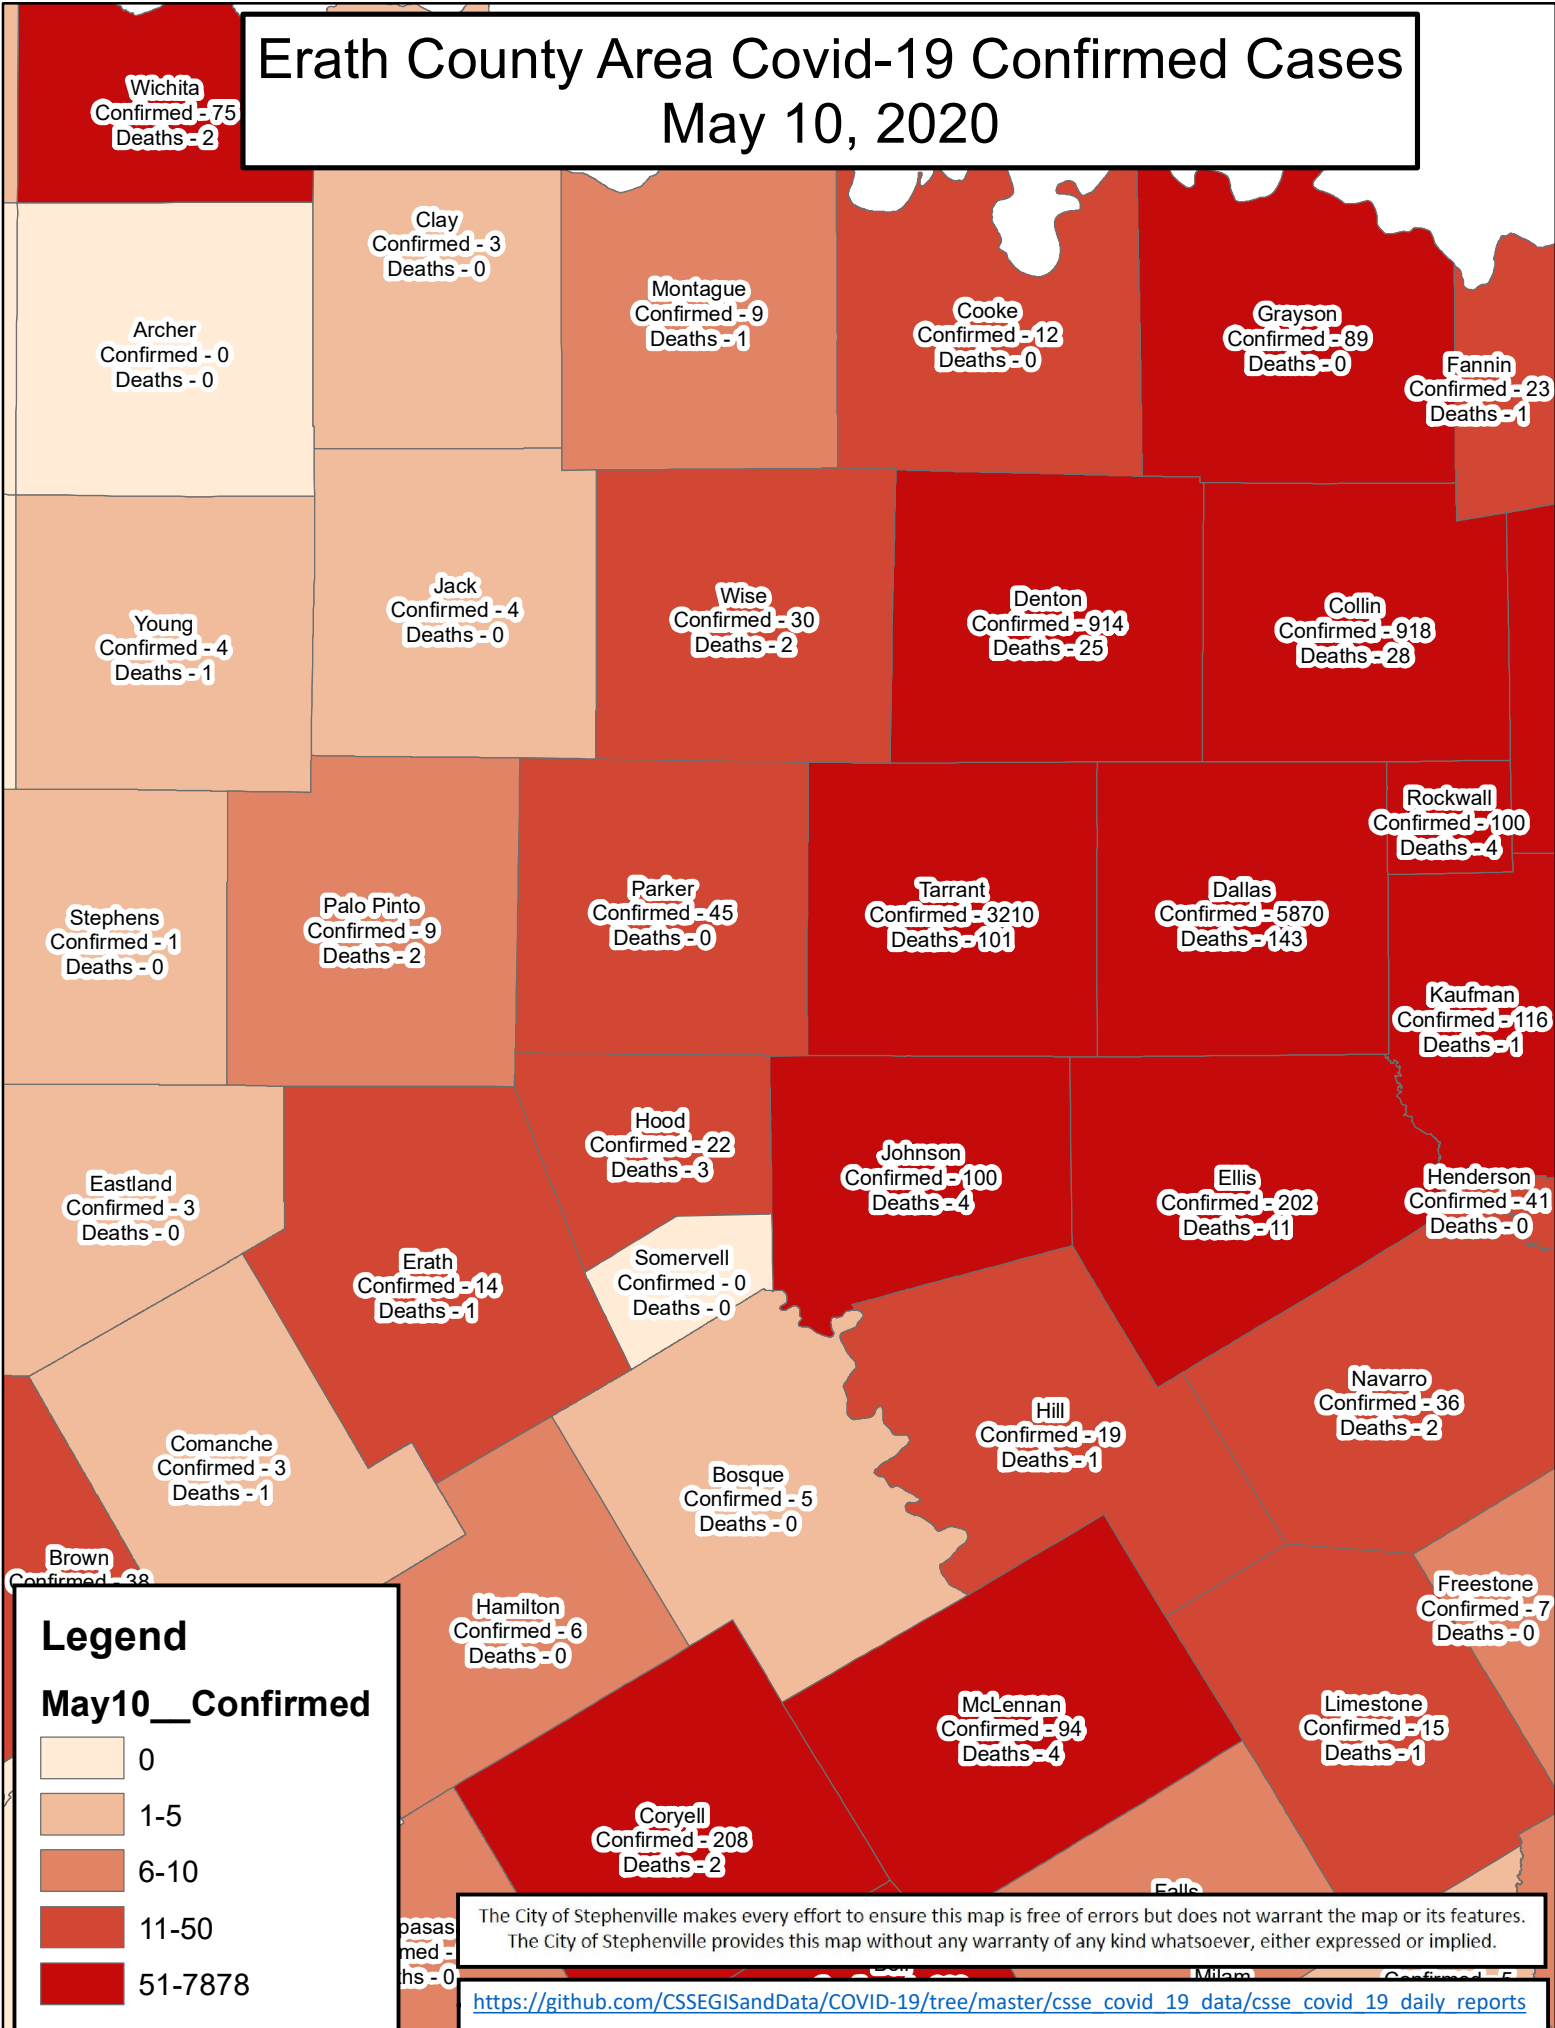 Erath County Area Covid-19 Confirmed Cases
May 10, 2020
Wichita
Confirmed - 75
Deaths - 2
Clay
Confirmed - 3
Deaths - 0
Montague
Confirmed - 9
Deaths - 1
Cooke
Confirmed - 12
Deaths - 0
Grayson
Confirmed - 89
Deaths - 0
Archer
Confirmed - 0
Deaths - 0
Fannin
Confirmed - 23
Deaths - 1
Young
Confirmed - 4
Deaths - 1
Jack
Confirmed - 4
Deaths - 0
Wise
Confirmed - 30
Deaths - 2
Denton
Confirmed - 914
Deaths - 25
Collin
Confirmed - 918
Deaths - 28
Rockwall
Confirmed - 100
Deaths - 4
Stephens
Confirmed - 1
Deaths - 0
Palo Pinto
Confirmed - 9
Deaths - 2
Parker
Confirmed - 45
Deaths - 0
Tarrant
Confirmed - 3210
Deaths - 101
Dallas
Confirmed - 5870
Deaths - 143
Kaufman
Confirmed - 116
Deaths - 1
Eastland
Confirmed - 3
Deaths - 0
Erath
Confirmed - 14
Deaths - 1
Hood
Confirmed - 22
Deaths - 3
Somervell
Confirmed - 0
Deaths - 0
Johnson
Confirmed - 100
Deaths - 4
Ellis
Confirmed - 202
Deaths - 11
Henderson
Confirmed - 41
Deaths - 0
Comanche
Confirmed - 3
Deaths - 1
Bosque
Confirmed - 5
Deaths - 0
Hill
Confirmed - 19
Deaths - 1
Navarro
Confirmed - 36
Deaths - 2
Brown
Confirmed - 38
Hamilton
Confirmed - 6
Deaths - 0
Freestone
Confirmed - 7
Deaths - 0
McLennan
Confirmed - 94
Deaths - 4
Limestone
Confirmed - 15
Deaths - 1
Coryell
Confirmed - 208
Deaths - 2
Falls
pasas
med -
ths - 0
Milam
Confirmed - 5
Legend
May10__Confirmed
0
1-5
6-10
11-50
51-7878
The City of Stephenville makes every effort to ensure this map is free of errors but does not warrant the map or its features.
The City of Stephenville provides this map without any warranty of any kind whatsoever, either expressed or implied.
https://github.com/CSSEGISandData/COVID-19/tree/master/csse_covid_19_data/csse_covid_19_daily_reports